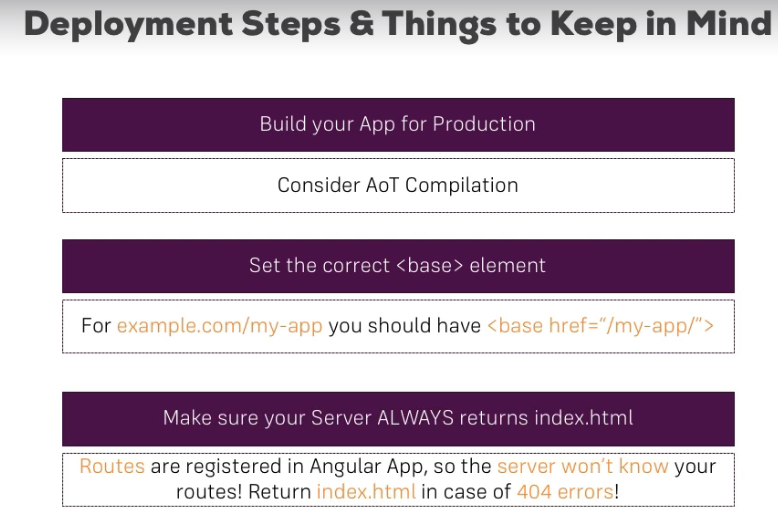 Deployment Steps & Things to Keep in Mind
Build your App for Production
Consider AoT Compilation
Set the correct <base> element
For example.com/my-app you should have <base href=“/my-app/”>
Make sure your Server ALWAYS returns index.html
Routes are registered in Angular App, so the server won’t know your
routes! Return index.html in case of 404 errors!